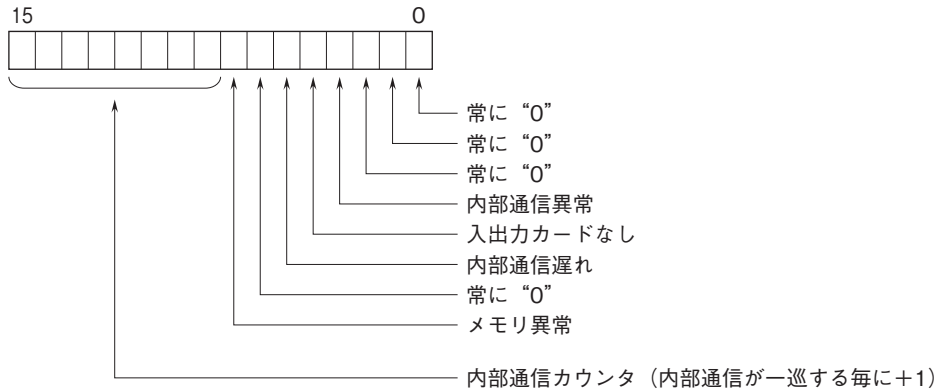 15 0
常に“0”
常に“0”
常に“0”
内部通信異常
入出力カードなし
内部通信遅れ
常に“0”
メモリ異常
内部通信カウンタ（内部通信が一巡する毎に＋1）